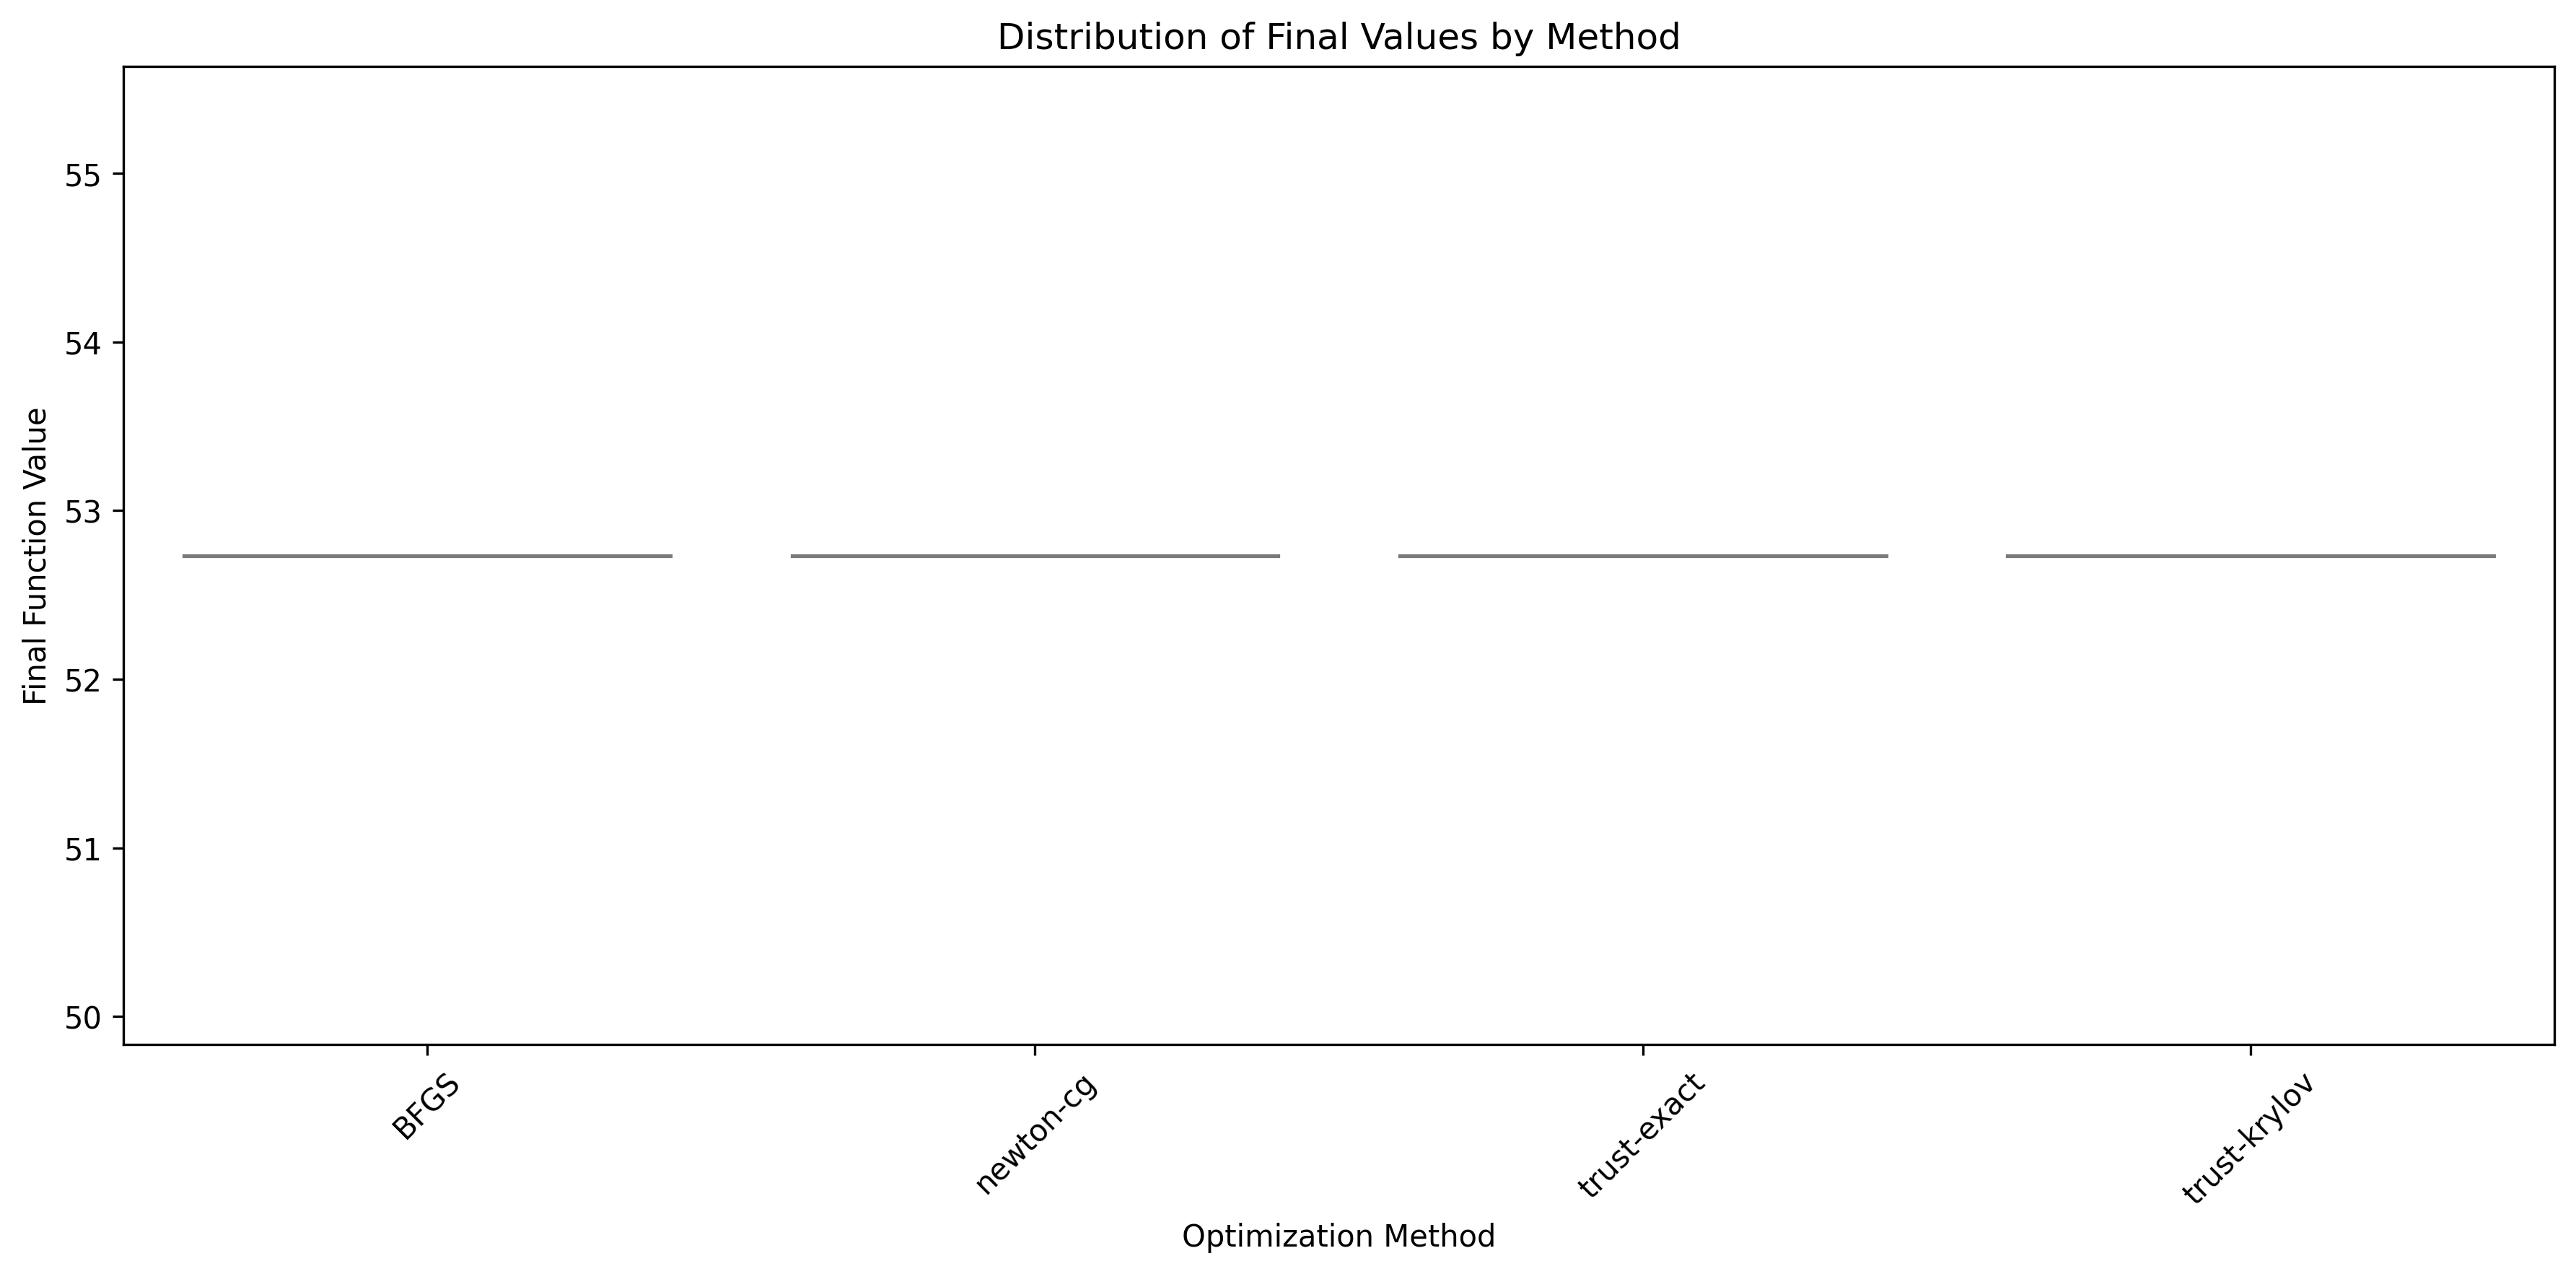 Distribution of Final Values by Method
Final Function Value
55
54
53
52
51
50
BFGS
newton-cg
trust-exact
trust-krylov
Optimization Method